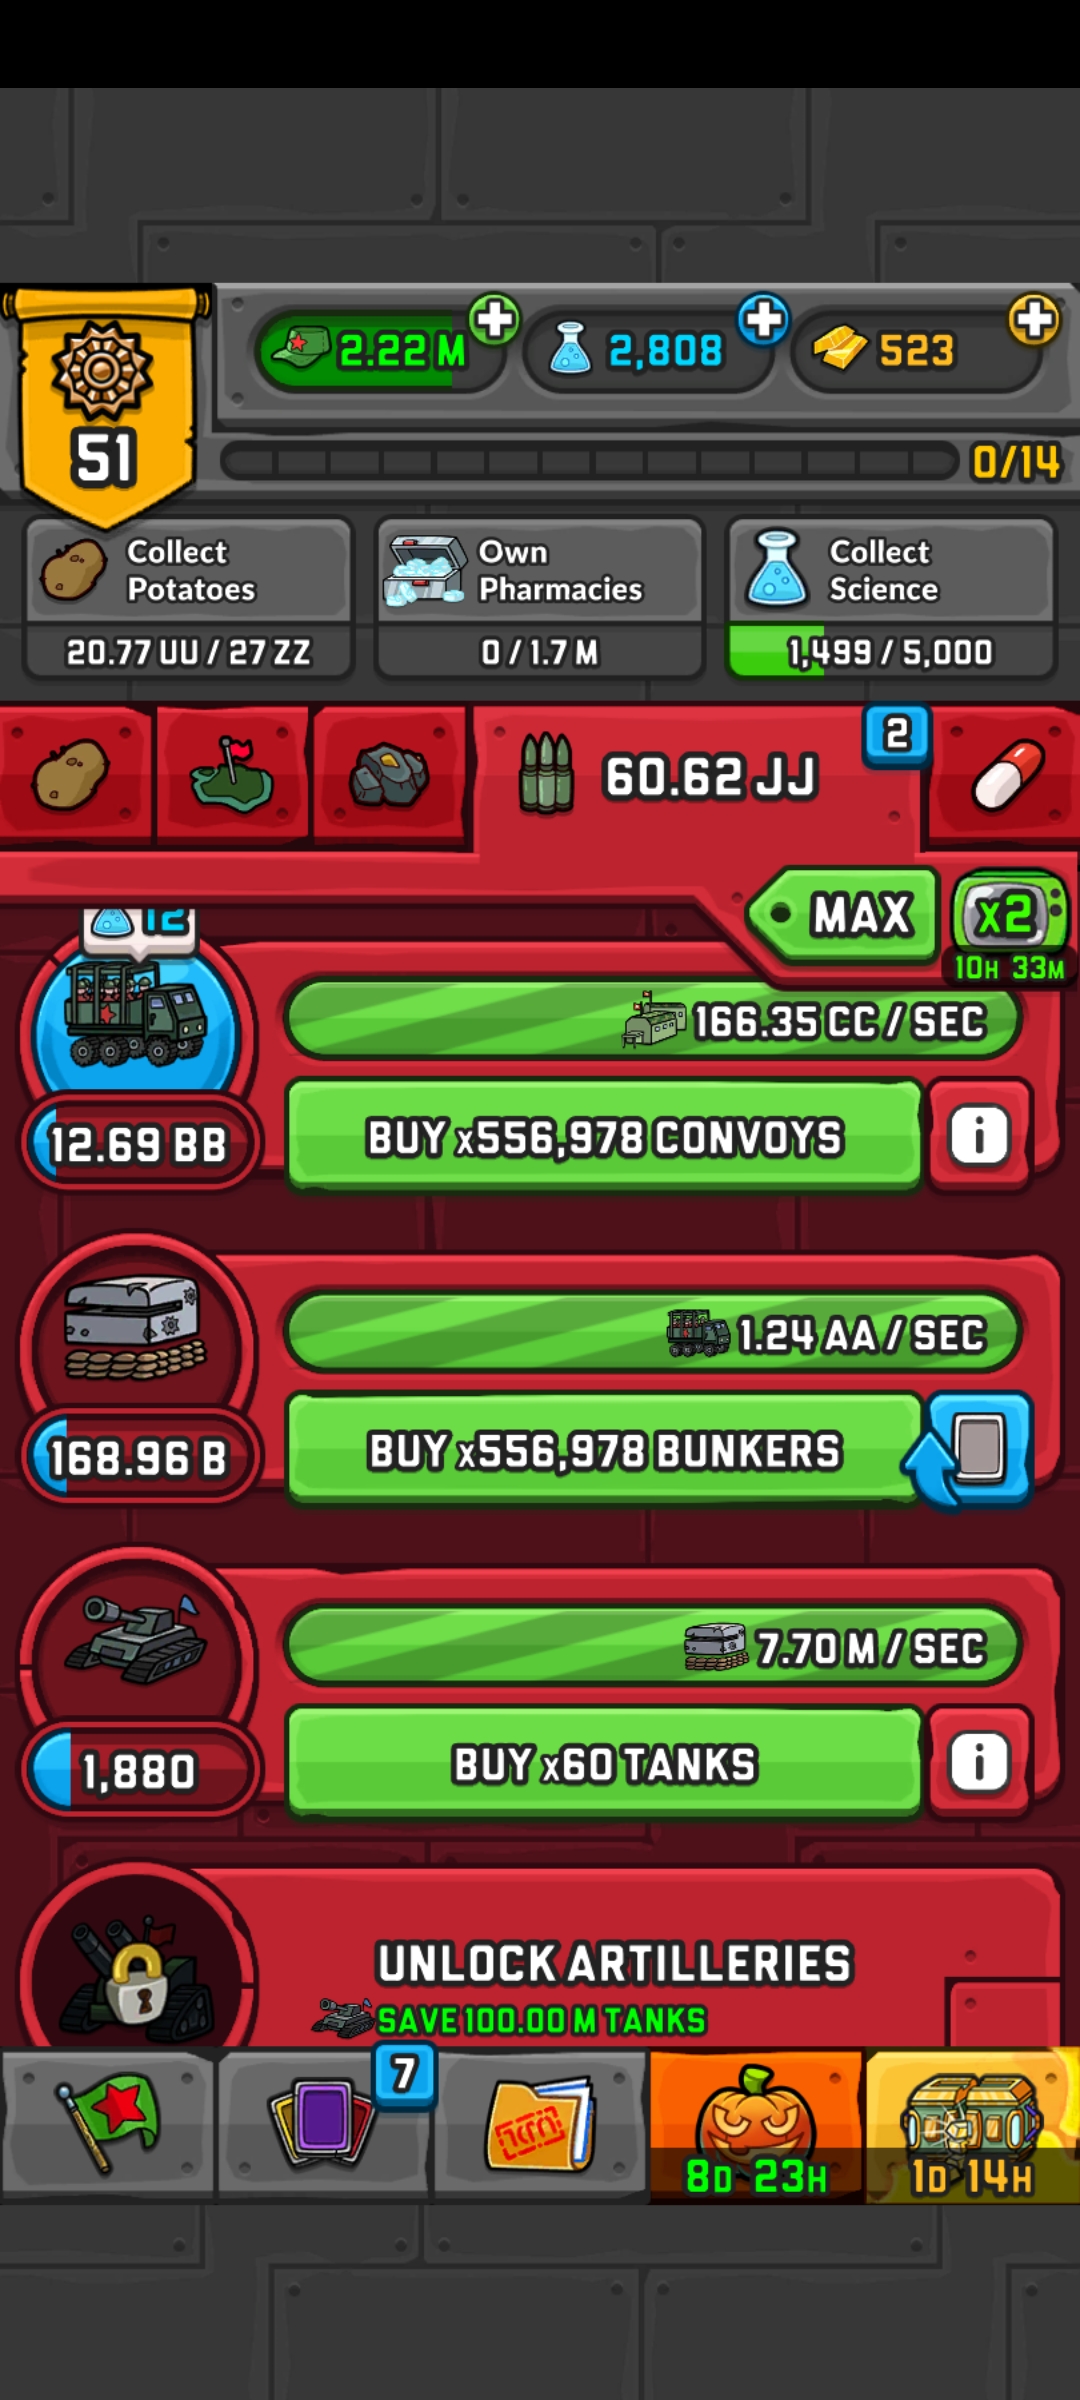 2.22 M
2,808
523
51
0/14
Collect
Potatoes
20.77 UU / 27 ZZ
Own
Pharmacies
0 / 1.7 M
Collect
Science
1,499 / 5,000
60.62 JJ
2
MAX
x2
10H 33M
12
166.35 CC / SEC
12.69 BB
BUY x556,978 CONVOYS
i
1.24 AA / SEC
168.96 B
BUY x556,978 BUNKERS
7.70 M / SEC
1,880
BUY x60 TANKS
i
UNLOCK ARTILLERIES
SAVE 100.00 M TANKS
7
8D 23H
1D 14H